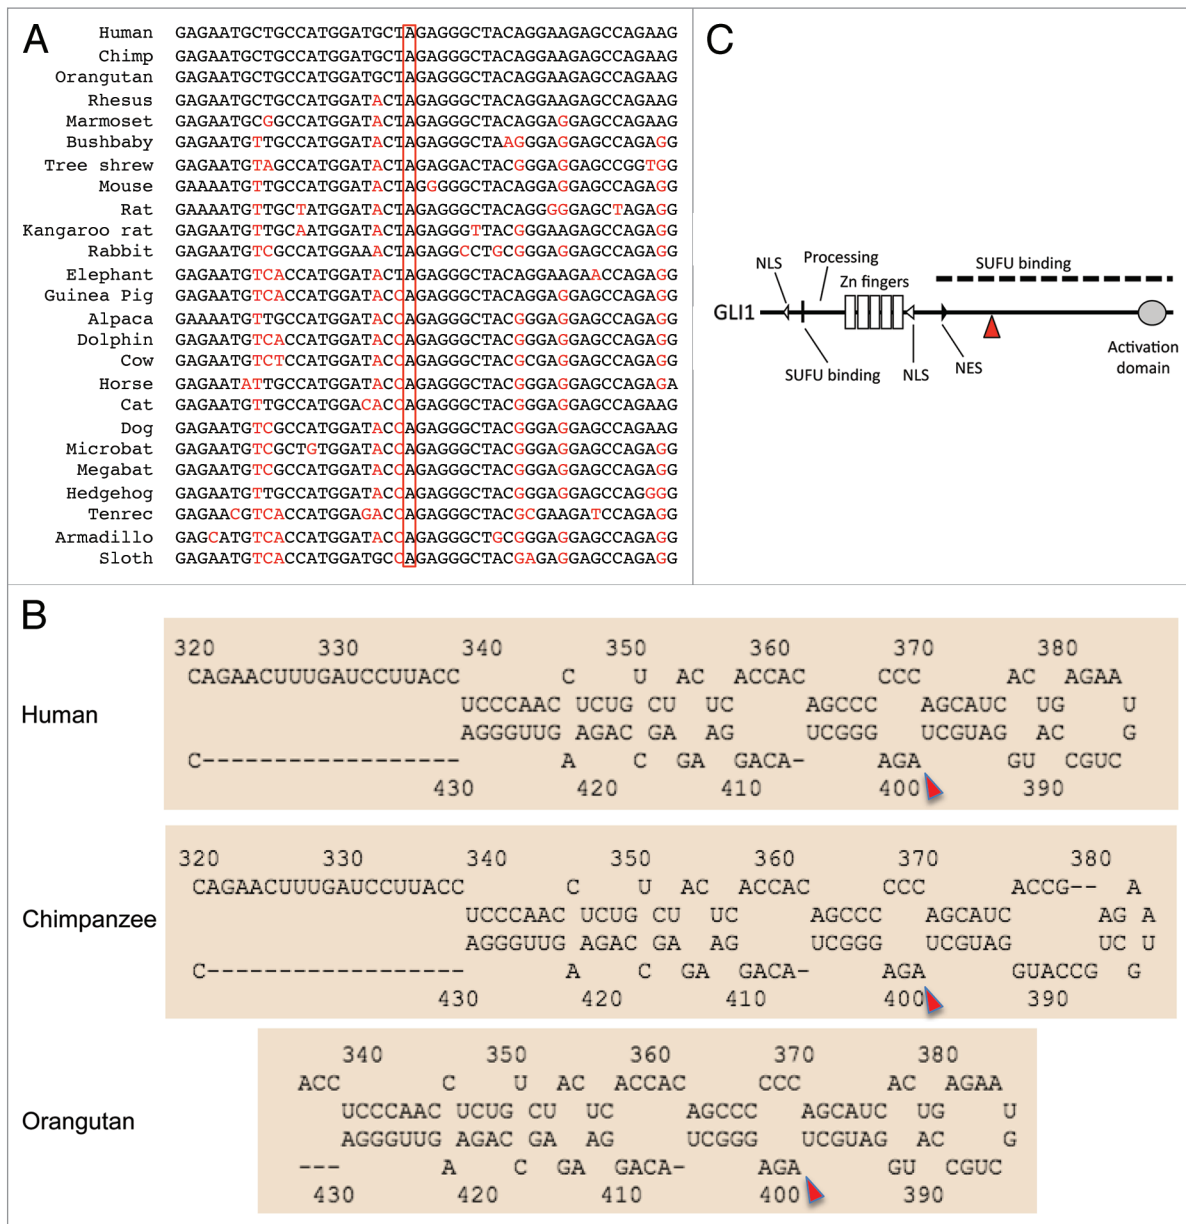 A
Human GAGAATGCTGCCATGGATGCTAGAGGGCTACAGGAAGAGCCAGAAG
Chimp GAGAATGCTGCCATGGATGCTAGAGGGCTACAGGAAGAGCCAGAAG
Orangutan GAGAATGCTGCCATGGATGCTAGAGGGCTACAGGAAGAGCCAGAAG
Rhesus GAGAATGCTGCCATGGATACTAGAGGGCTACAGGAAGAGCCAGAAG
Marmoset GAGAATGCGGCCATGGATACTAGAGGGCTACAGGAGGAGCCAGAAG
Bushbaby GAGAATGTTGCCATGGATACTAGAGGGCTAAGGGAGGAGCCAGAGG
Tree shrew GAGAATGTAGCCATGGATACTAGAGGACTACGGGAGGAGCCGGTGG
Mouse GAAAATGTTGCCATGGATACTAGGGGGCTACAGGAGGAGCCAGAGG
Rat GAAAATGTTGCTATGGATACTAGAGGGCTACAGGGGGAGCTAGAGG
Kangaroo rat GAGAATGTTGCAATGGATACTAGAGGGTTACGGGAAGAGCCAGAGG
Rabbit GAGAATGTCGCCATGGAAACTAGAGGCCTGCGGGAGGAGCCAGAGG
Elephant GAGAATGTCACCATGGATACTAGAGGGCTACAGGAAGAACCAGAGG
Guinea Pig GAGAATGTCACCATGGATACCAGAGGGCTACAGGAGGAGCCAGAGG
Alpaca GAAAATGTTGCCATGGATACCAGAGGGCTACGGGAGGAGCCAGAGG
Dolphin GAGAATGTCACCATGGATACCAGAGGGCTACGGGAGGAGCCAGAGG
Cow GAGAATGTCTCCATGGATACCAGAGGGCTACGCGAGGAGCCAGAGG
Horse GAGAATATTGCCATGGATACCAGAGGGCTACGGGAGGAGCCAGAGA
Cat GAGAATGTTGCCATGGACACCAGAGGGCTACGGGAGGAGCCAGAAG
Dog GAGAATGTCGCCATGGATACCAGAGGGCTACGGGAGGAGCCAGAAG
Microbat GAGAATGTCGCTGTGGATACCAGAGGGCTACGGGAGGAGCCAGAGG
Megabat GAGAATGTCGCCATGGATACCAGAGGGCTACGGGAGGAGCCAGAGG
Hedgehog GAGAATGTTGCCATGGATACCAGAGGGCTACGGGAGGAGCCAGGGG
Tenrec GAGAACGTCACCATGGAGACCAGAGGGCTACGCGAAGATCCAGAGG
Armadillo GAGCATGTCACCATGGATACCAGAGGGCTGCGGGAGGAGCCAGAGG
Sloth GAGAATGTCACCATGGATGCCAGAGGGCTACGAGAGGAGCCAGAGG
C
NLS Processing SUFU binding
Zn fingers
GLI1
SUFU binding NLS NES Activation domain
B
Human
320 330 340 350 360 370 380
CAGAACUUUGAUCCUUACC C U AC ACCAC CCC AC AGAA
UCCCAAC UCUG CU UC AGCCC AGCAUC UG U
AGGGUUG AGAC GA AG UCGGG UCGUAG AC G
C------------------ A C GA GACA- AGA GU CGUC
430 420 410 400 390
Chimpanzee
320 330 340 350 360 370 380
CAGAACUUUGAUCCUUACC C U AC ACCAC CCC ACCG-- A
UCCCAAC UCUG CU UC AGCCC AGCAUC AG A
AGGGUUG AGAC GA AG UCGGG UCGUAG UC U
C------------------ A C GA GACA- AGA GUACCG G
430 420 410 400 390
Orangutan
340 350 360 370 380
ACC C U AC ACCAC CCC AC AGAA
UCCCAAC UCUG CU UC AGCCC AGCAUC UG U
AGGGUUG AGAC GA AG UCGGG UCGUAG AC G
--- A C GA GACA- AGA GU CGUC
430 420 410 400 390